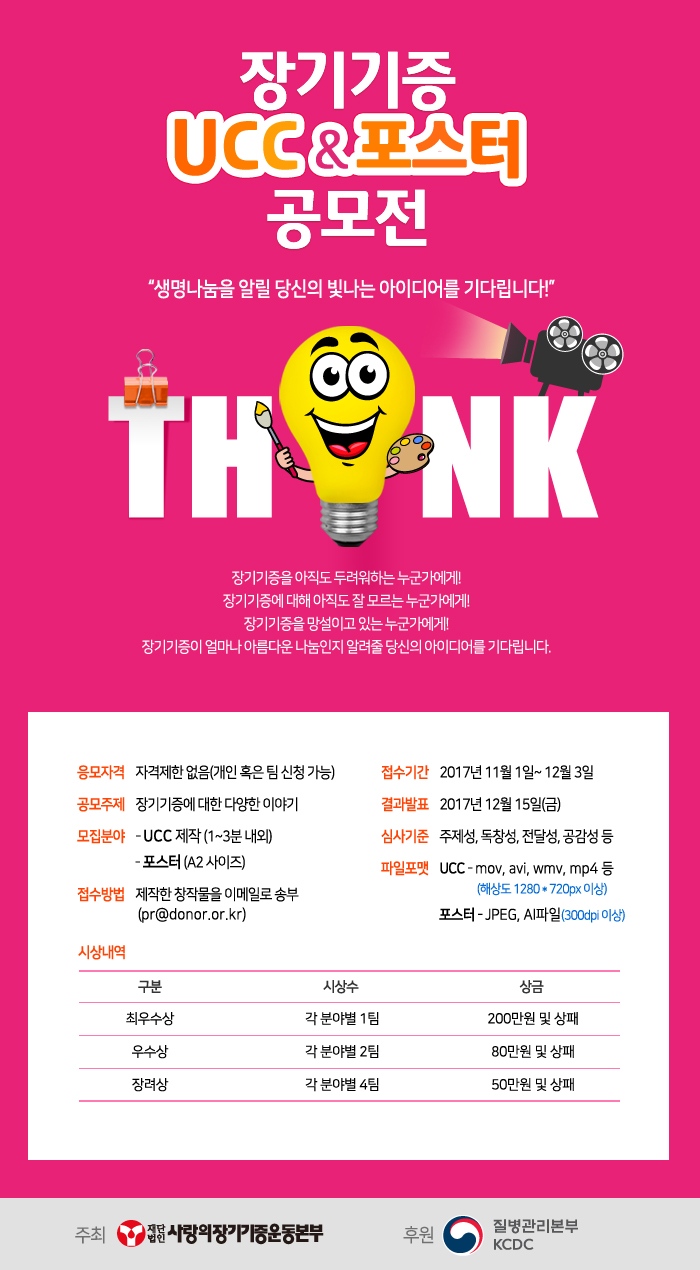 장기기증
UCC & 포스터
공모전
“생명나눔을 알릴 당신의 빛나는 아이디어를 기다립니다!”
TH NK
장기기증을 아직도 두려워하는 누군가에게!
장기기증에 대해 아직도 잘 모르는 누군가에게!
장기기증을 망설이고 있는 누군가에게!
장기기증이 얼마나 아름다운 나눔인지 알려줄 당신의 아이디어를 기다립니다.
응모자격 자격제한 없음(개인 혹은 팀 신청 가능)
공모주제 장기기증에 대한 다양한 이야기
모집분야 - UCC 제작 (1~3분 내외)
- 포스터 (A2 사이즈)
접수방법 제작한 창작물을 이메일로 송부
(pr@donor.or.kr)
접수기간 2017년 11월 1일~ 12월 3일
결과발표 2017년 12월 15일(금)
심사기준 주제성, 독창성, 전달성, 공감성 등
파일포맷 UCC - mov, avi, wmv, mp4 등
(해상도 1280 * 720px 이상)
포스터 - JPEG, AI파일(300dpi 이상)
시상내역
구분 시상수 상금
최우수상 각 분야별 1팀 200만원 및 상패
우수상 각 분야별 2팀 80만원 및 상패
장려상 각 분야별 4팀 50만원 및 상패
주최 재단법인 사랑의장기기증운동본부
후원 질병관리본부
KCDC